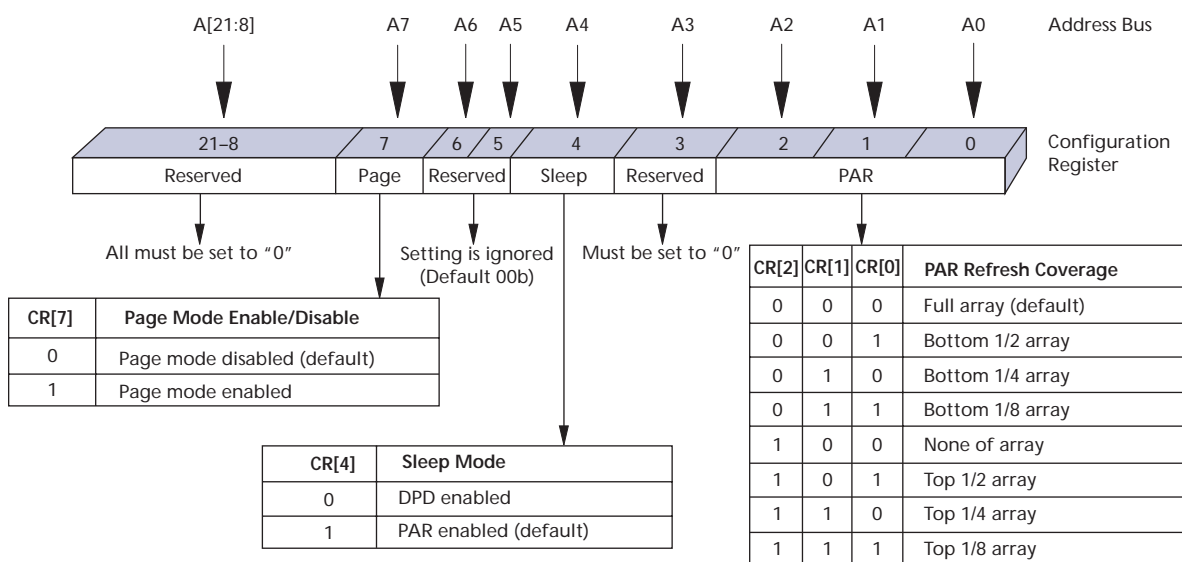 A[21:8] A7 A6 A5 A4 A3 A2 A1 A0 Address Bus
21–8 7 6 5 4 3 2 1 0 Configuration
Register
Reserved Page Reserved Sleep Reserved PAR
All must be set to “0” Setting is ignored Must be set to “0”
(Default 00b)
CR[7] Page Mode Enable/Disable
0 Page mode disabled (default)
1 Page mode enabled
CR[4] Sleep Mode
0 DPD enabled
1 PAR enabled (default)
CR[2] CR[1] CR[0] PAR Refresh Coverage
0 0 0 Full array (default)
0 0 1 Bottom 1/2 array
0 1 0 Bottom 1/4 array
0 1 1 Bottom 1/8 array
1 0 0 None of array
1 0 1 Top 1/2 array
1 1 0 Top 1/4 array
1 1 1 Top 1/8 array